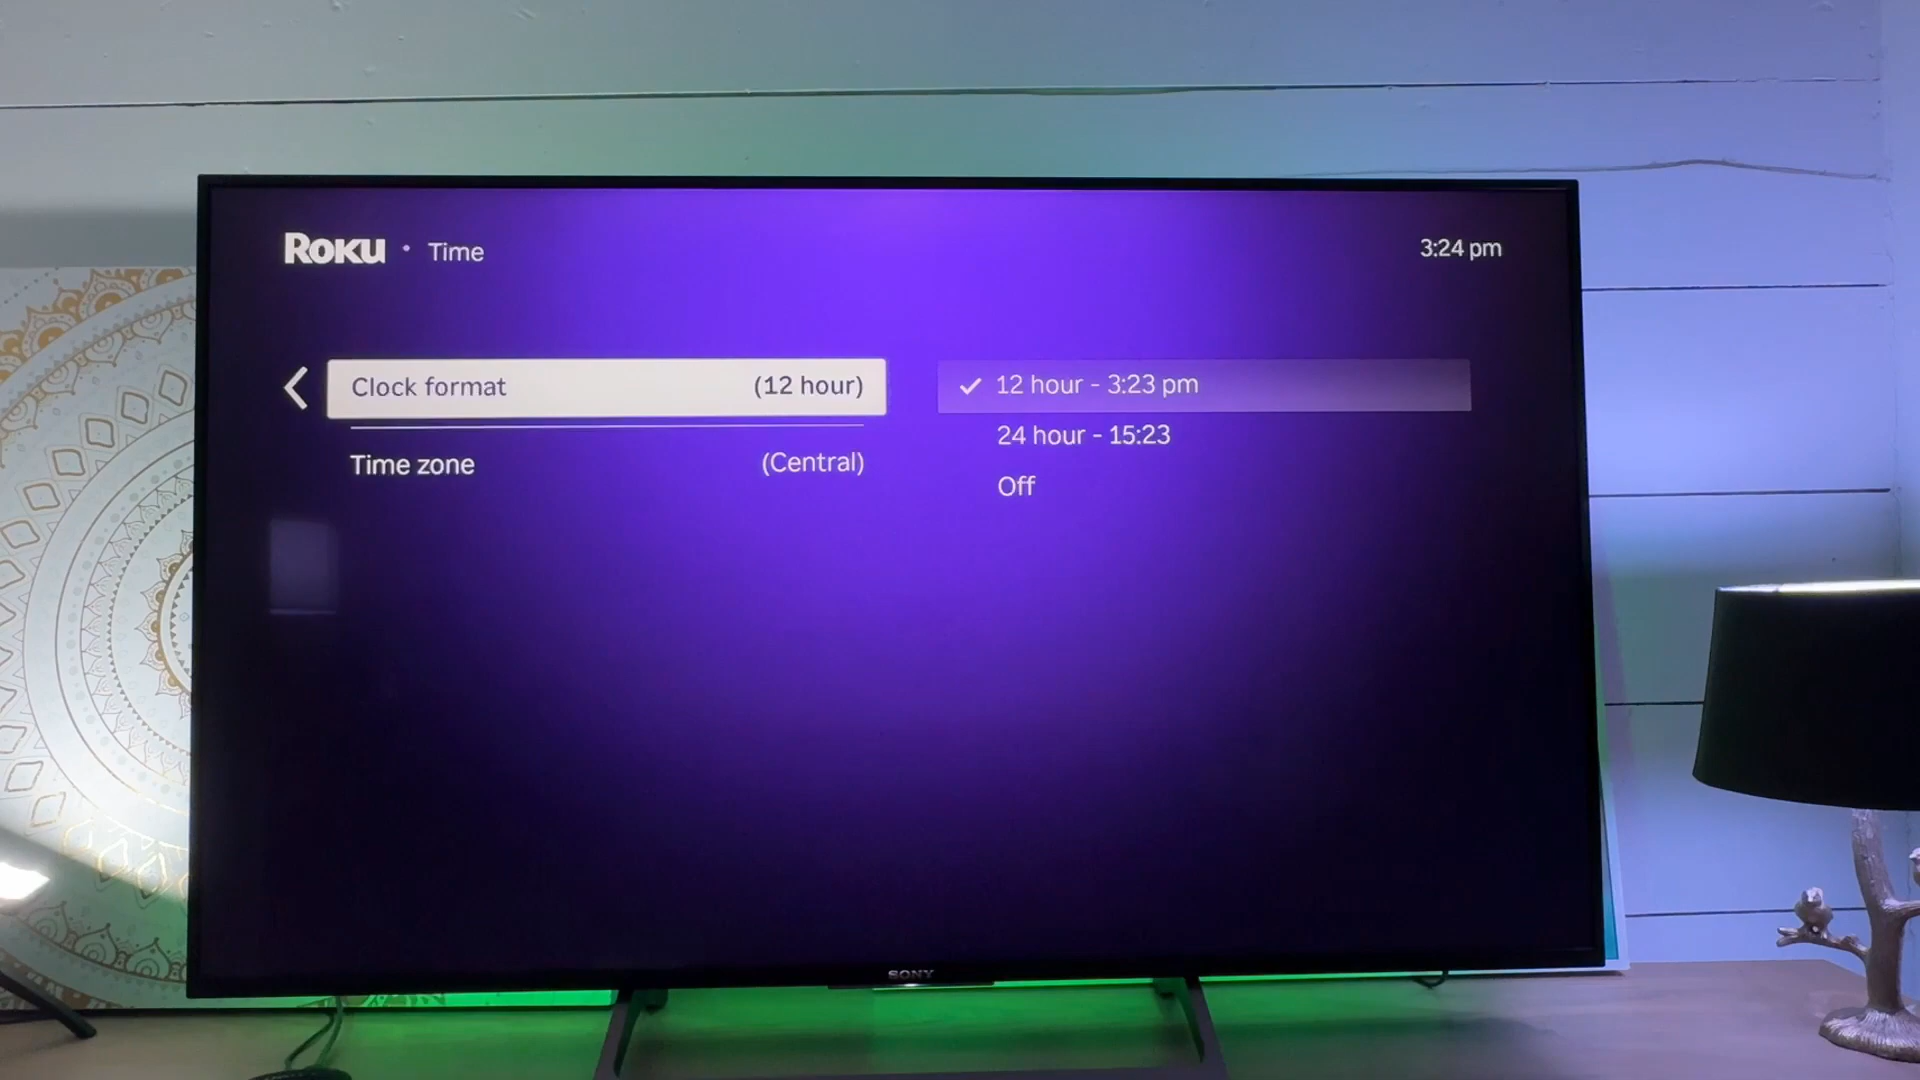 Roku • Time
3:24 pm
Clock format (12 hour)
Time zone (Central)
✓ 12 hour - 3:23 pm
24 hour - 15:23
Off
SONY